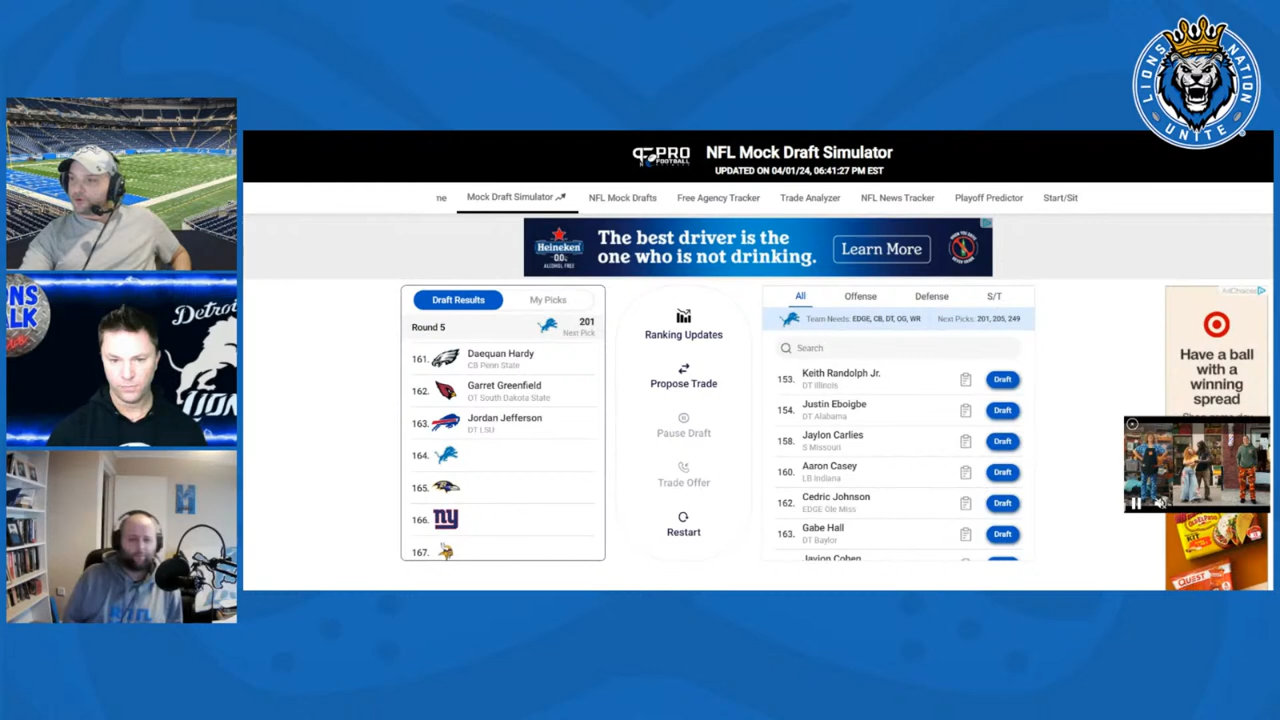 LIONS NATION UNITE
PRO FOOTBALL
NFL Mock Draft Simulator
UPDATED ON 04/01/24, 06:41:27 PM EST
me
Mock Draft Simulator
NFL Mock Drafts
Free Agency Tracker
Trade Analyzer
NFL News Tracker
Playoff Predictor
Start/Sit
Heineken
0.0
ALCOHOL FREE
The best driver is the
one who is not drinking.
Learn More
Draft Results
My Picks
Round 5
201
Next Pick
161.
Daequan Hardy
CB Penn State
162.
Garret Greenfield
OT South Dakota State
163.
Jordan Jefferson
DT LSU
164.
165.
166.
ny
167.
Ranking Updates
Propose Trade
Pause Draft
Trade Offer
Restart
All
Offense
Defense
S/T
Team Needs: EDGE, CB, DT, OG, WR
Next Picks: 201, 205, 249
Search
153.
Keith Randolph Jr.
DT Illinois
Draft
154.
Justin Eboigbe
DT Alabama
Draft
158.
Jaylon Carlies
S Missouri
Draft
160.
Aaron Casey
LB Indiana
Draft
162.
Cedric Johnson
EDGE Ole Miss
Draft
163.
Gabe Hall
DT Baylor
Draft
Javion Cohen
AdChoices
Have a ball
with a
winning
spread
KIT
QUEST
NS
LK
Detroit
LION